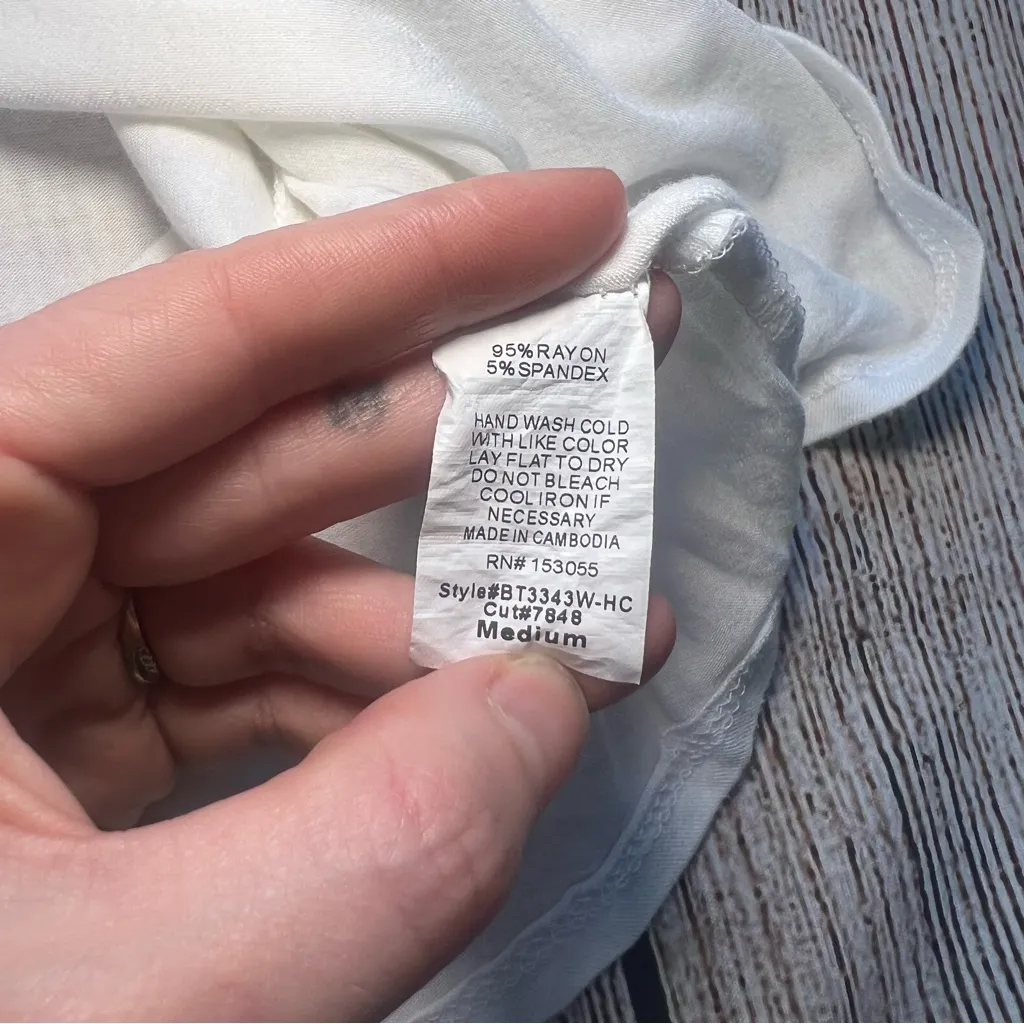 95%RAYON
5%SPANDEX
HAND WASH COLD
WITH LIKE COLOR
LAY FLAT TO DRY
DO NOT BLEACH
COOL IRON IF
NECESSARY
MADE IN CAMBODIA
RN# 153055
Style#BT3343W-HC
Cut#7848
Medium